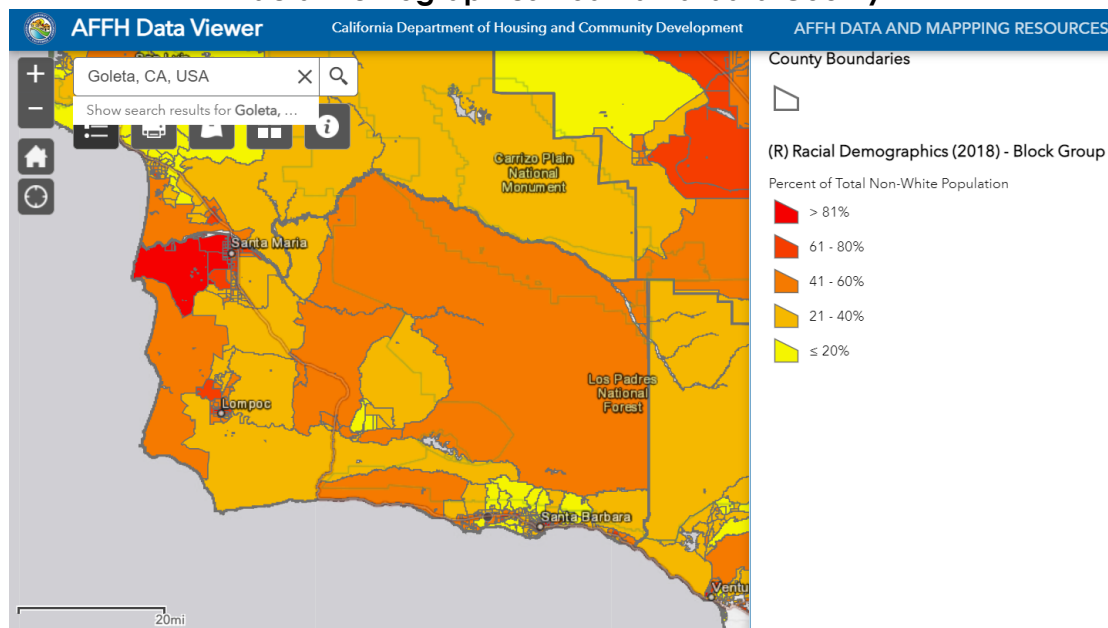 AFFH Data Viewer
California Department of Housing and Community Development
AFFH DATA AND MAPPPING RESOURCES
+
−
Goleta, CA, USA
Show search results for Goleta, ...
Carrizo Plain
National
Monument
Santa Maria
Lompoc
Los Padres
National
Forest
Santa Barbara
Ventu
20mi
County Boundaries
(R) Racial Demographics (2018) - Block Group
Percent of Total Non-White Population
> 81%
61 - 80%
41 - 60%
21 - 40%
≤ 20%